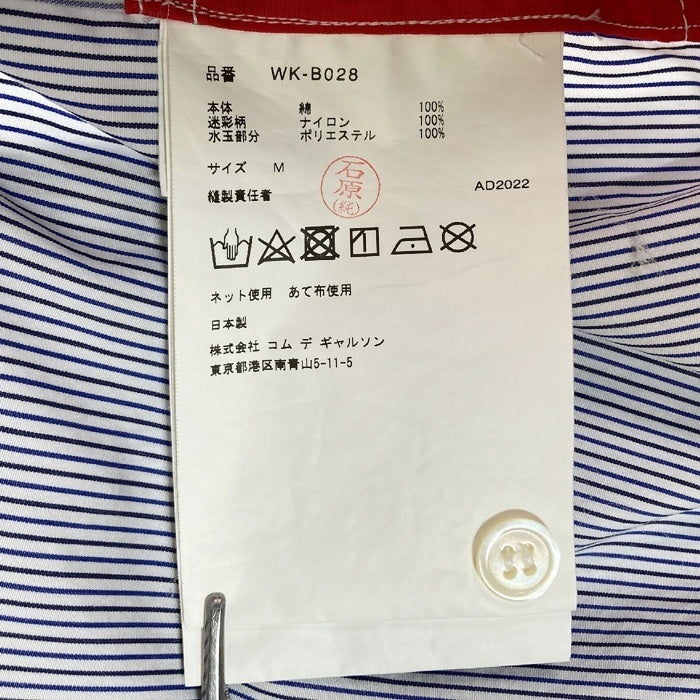 品番 WK-B028
本体 綿 100%
迷彩柄 ナイロン 100%
水玉部分 ポリエステル 100%
サイズ M
縫製責任者
石原
(純)
AD2022
ネット使用 あて布使用
日本製
株式会社 コム デ ギャルソン
東京都港区南青山5-11-5